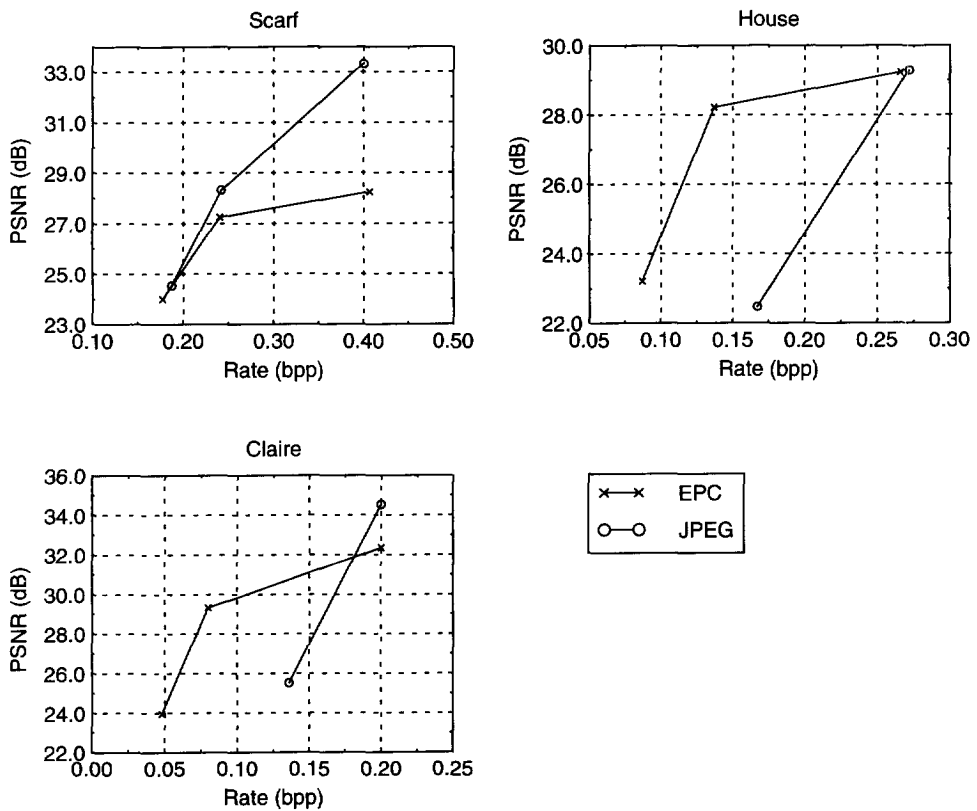 Scarf
33.0
31.0
29.0
27.0
25.0
23.0
PSNR (dB)
0.10 0.20 0.30 0.40 0.50
Rate (bpp)
House
30.0
28.0
26.0
24.0
22.0
PSNR (dB)
0.05 0.10 0.15 0.20 0.25 0.30
Rate (bpp)
Claire
36.0
34.0
32.0
30.0
28.0
26.0
24.0
22.0
PSNR (dB)
0.00 0.05 0.10 0.15 0.20 0.25
Rate (bpp)
EPC
JPEG